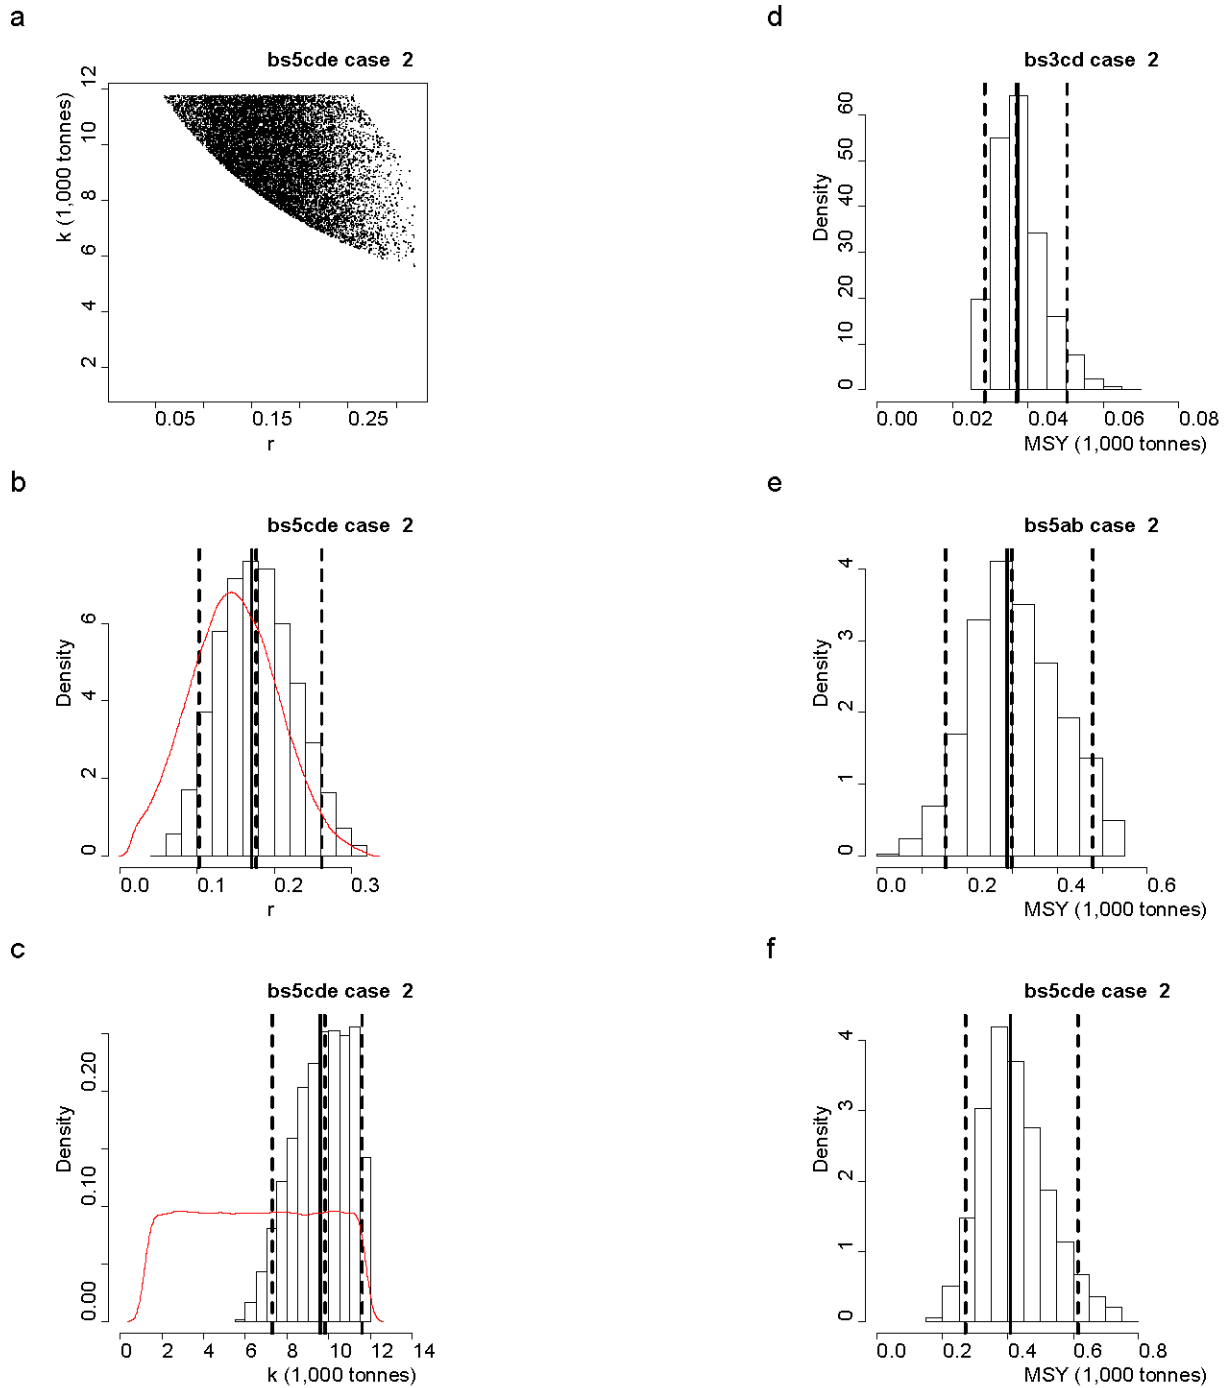 a
bs5cde case 2
k (1,000 tonnes)
2 4 6 8 10 12
0.05 0.15 0.25
r
b
bs5cde case 2
Density
0 2 4 6
0.0 0.1 0.2 0.3
r
c
bs5cde case 2
Density
0.00 0.10 0.20
0 2 4 6 8 10 12 14
k (1,000 tonnes)
d
bs3cd case 2
Density
0 10 20 30 40 50 60
0.00 0.02 0.04 0.06 0.08
MSY (1,000 tonnes)
e
bs5ab case 2
Density
0 1 2 3 4
0.0 0.2 0.4 0.6
MSY (1,000 tonnes)
f
bs5cde case 2
Density
0 1 2 3 4
0.0 0.2 0.4 0.6 0.8
MSY (1,000 tonnes)